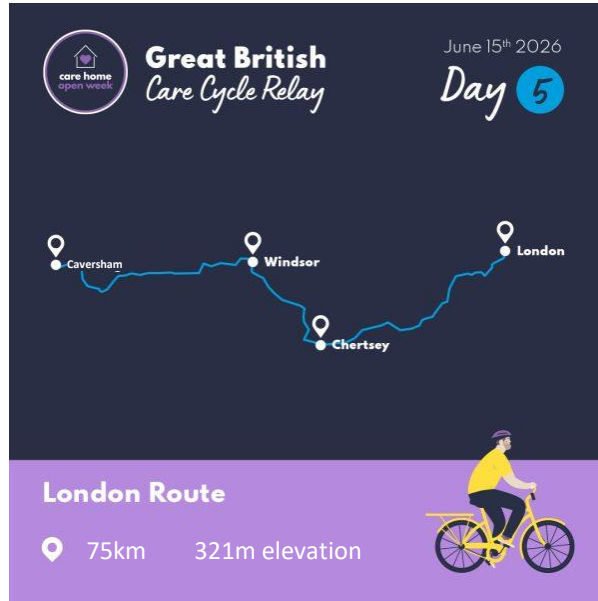 care home
open week
Great British
Care Cycle Relay
June 15th 2026
Day 5
Caversham
Windsor
London
Chertsey
London Route
75km 321m elevation